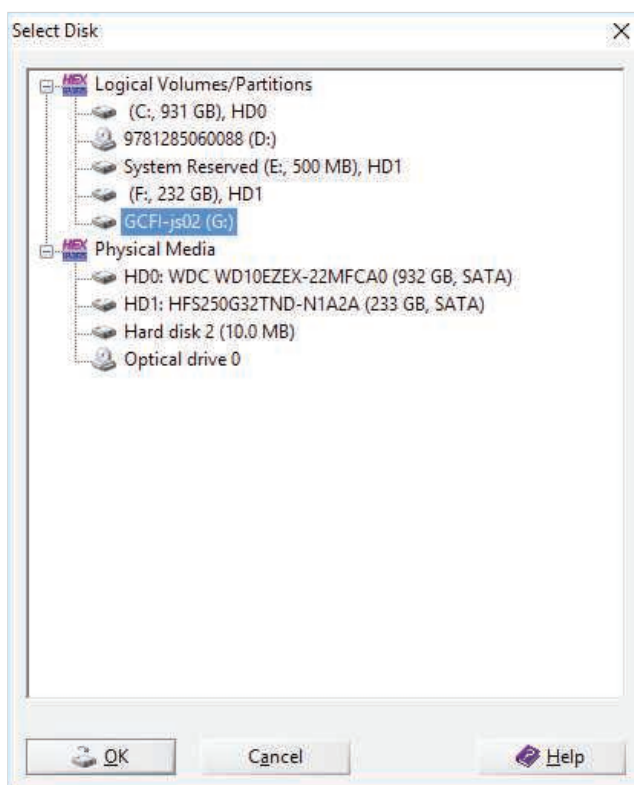 Select Disk
Logical Volumes/Partitions
(C:, 931 GB), HD0
9781285060088 (D:)
System Reserved (E:, 500 MB), HD1
(F:, 232 GB), HD1
GCFI-js02 (G:)
Physical Media
HD0: WDC WD10EZEX-22MFCA0 (932 GB, SATA)
HD1: HFS250G32TND-N1A2A (233 GB, SATA)
Hard disk 2 (10.0 MB)
Optical drive 0
OK Cancel Help